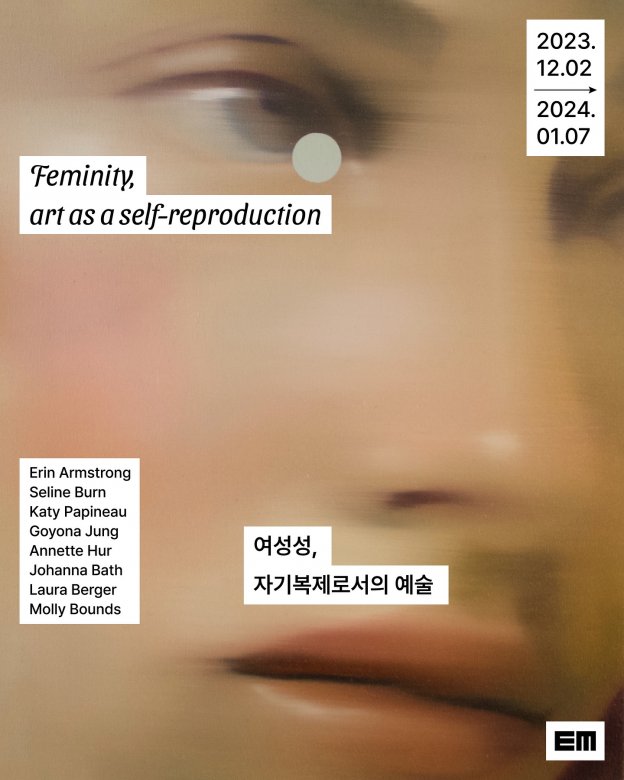 2023.
12.02
2024.
01.07
Feminity,
art as a self-reproduction
Erin Armstrong
Seline Burn
Katy Papineau
Goyona Jung
Annette Hur
Johanna Bath
Laura Berger
Molly Bounds
여성성,
자기복제로서의 예술
EM